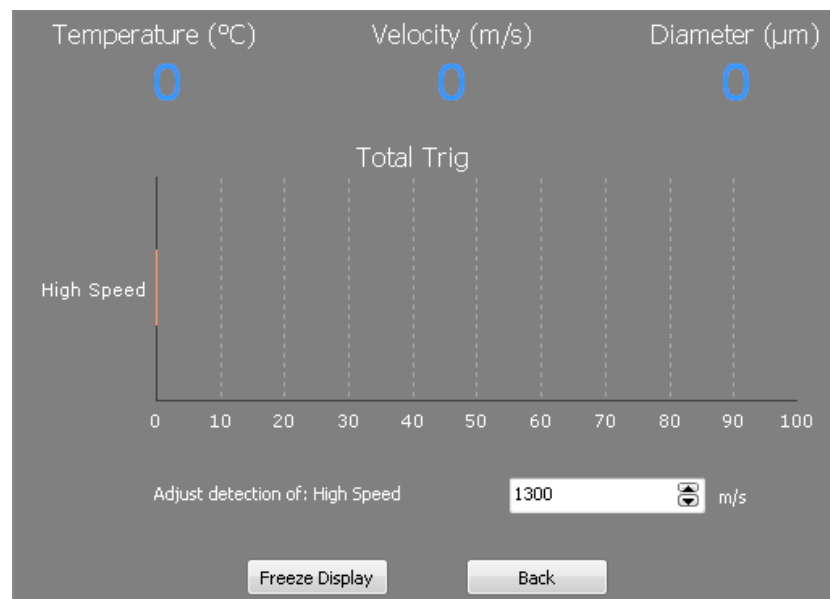 Temperature (ºC) Velocity (m/s) Diameter (µm)
0 0 0
Total Trig
High Speed
0 10 20 30 40 50 60 70 80 90 100
Adjust detection of: High Speed 1300 m/s
Freeze Display Back